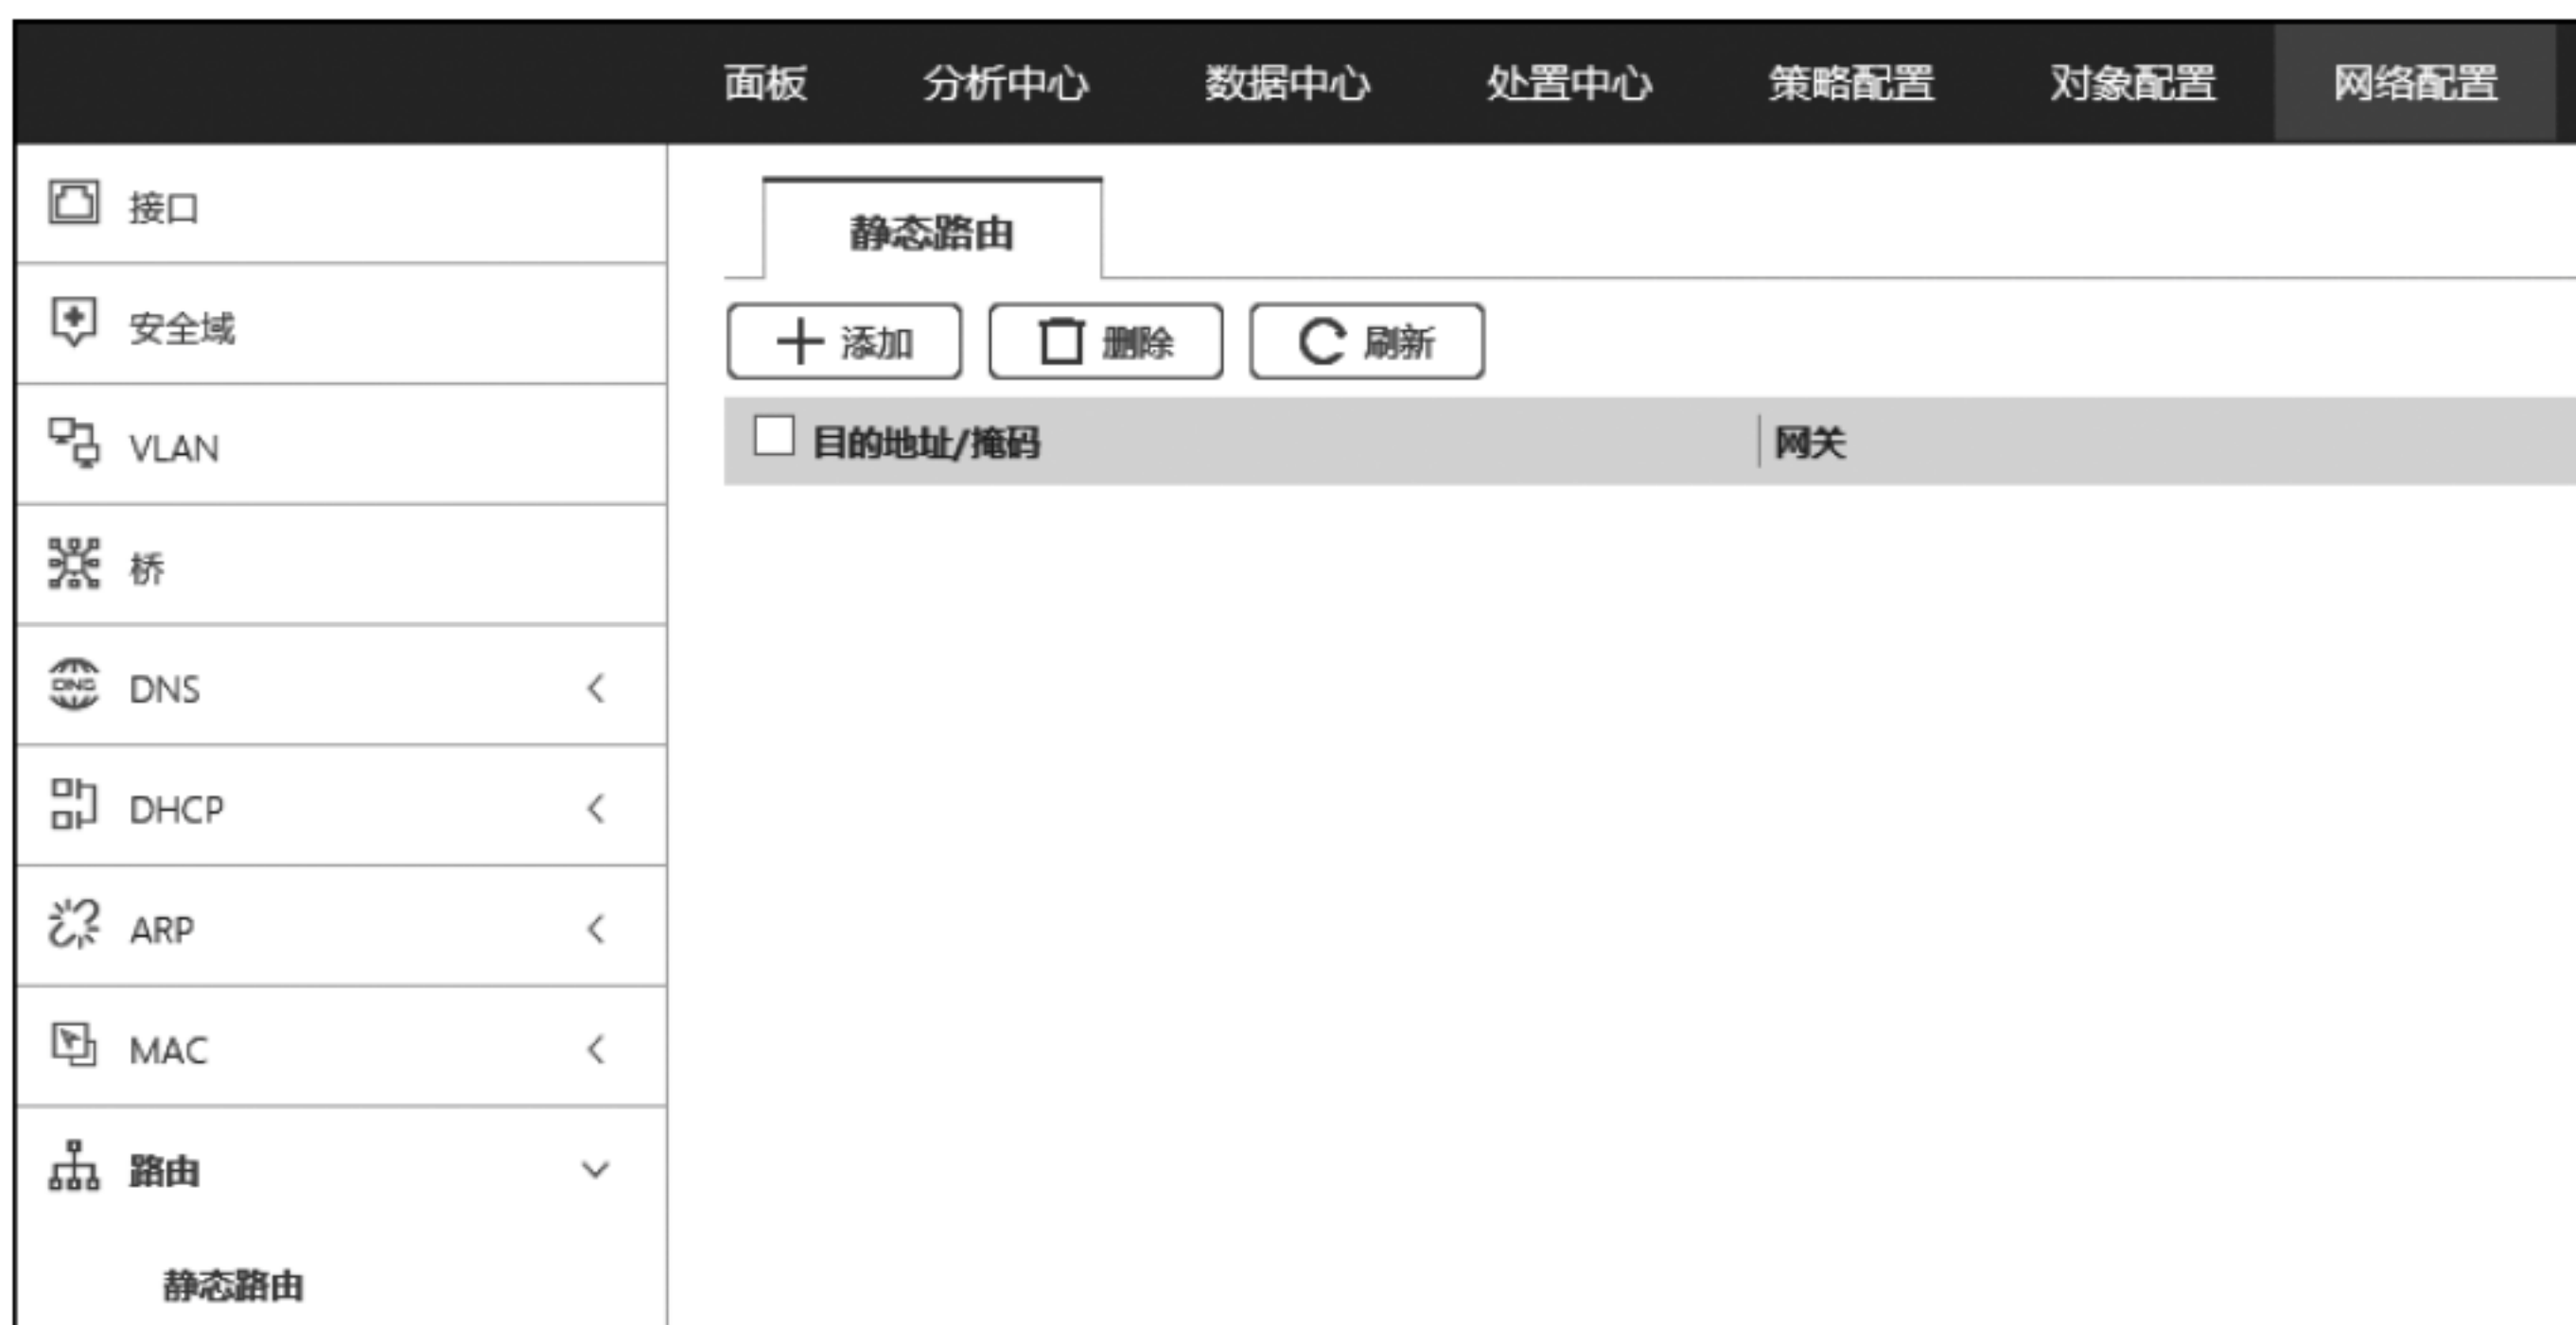 面板 分析中心 数据中心 处置中心 策略配置 对象配置 网络配置
接口
安全域
VLAN
桥
DNS
DHCP
ARP
MAC
路由
静态路由
静态路由
添加 删除 刷新
目的地址/掩码 网关